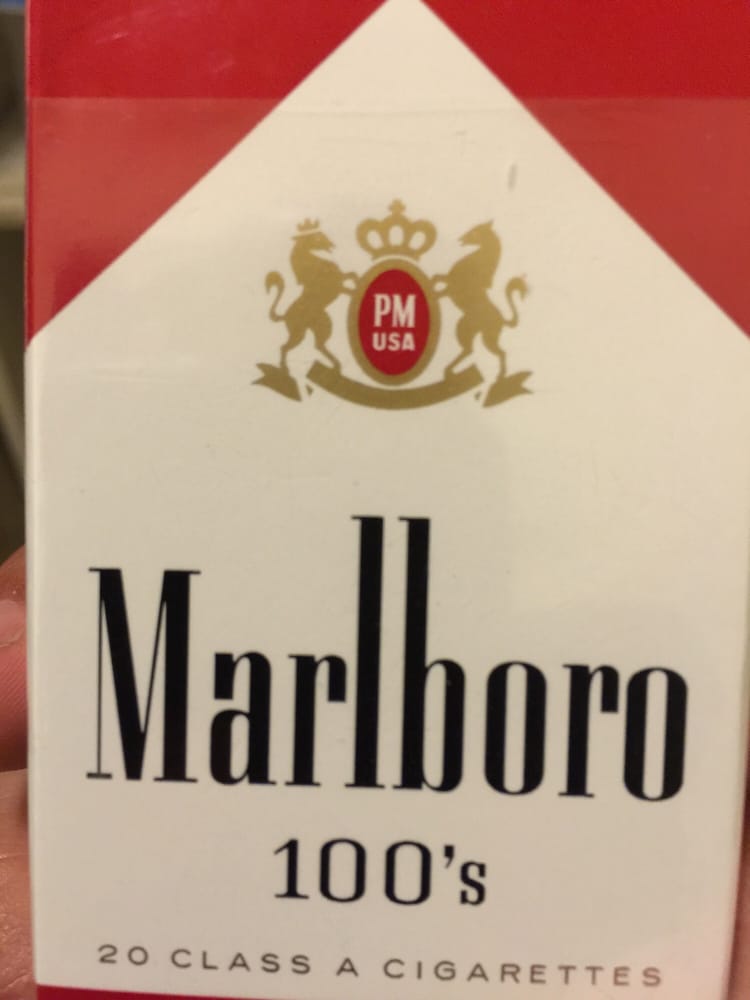 PM
USA
Marlboro
100's
20 CLASS A CIGARETTES